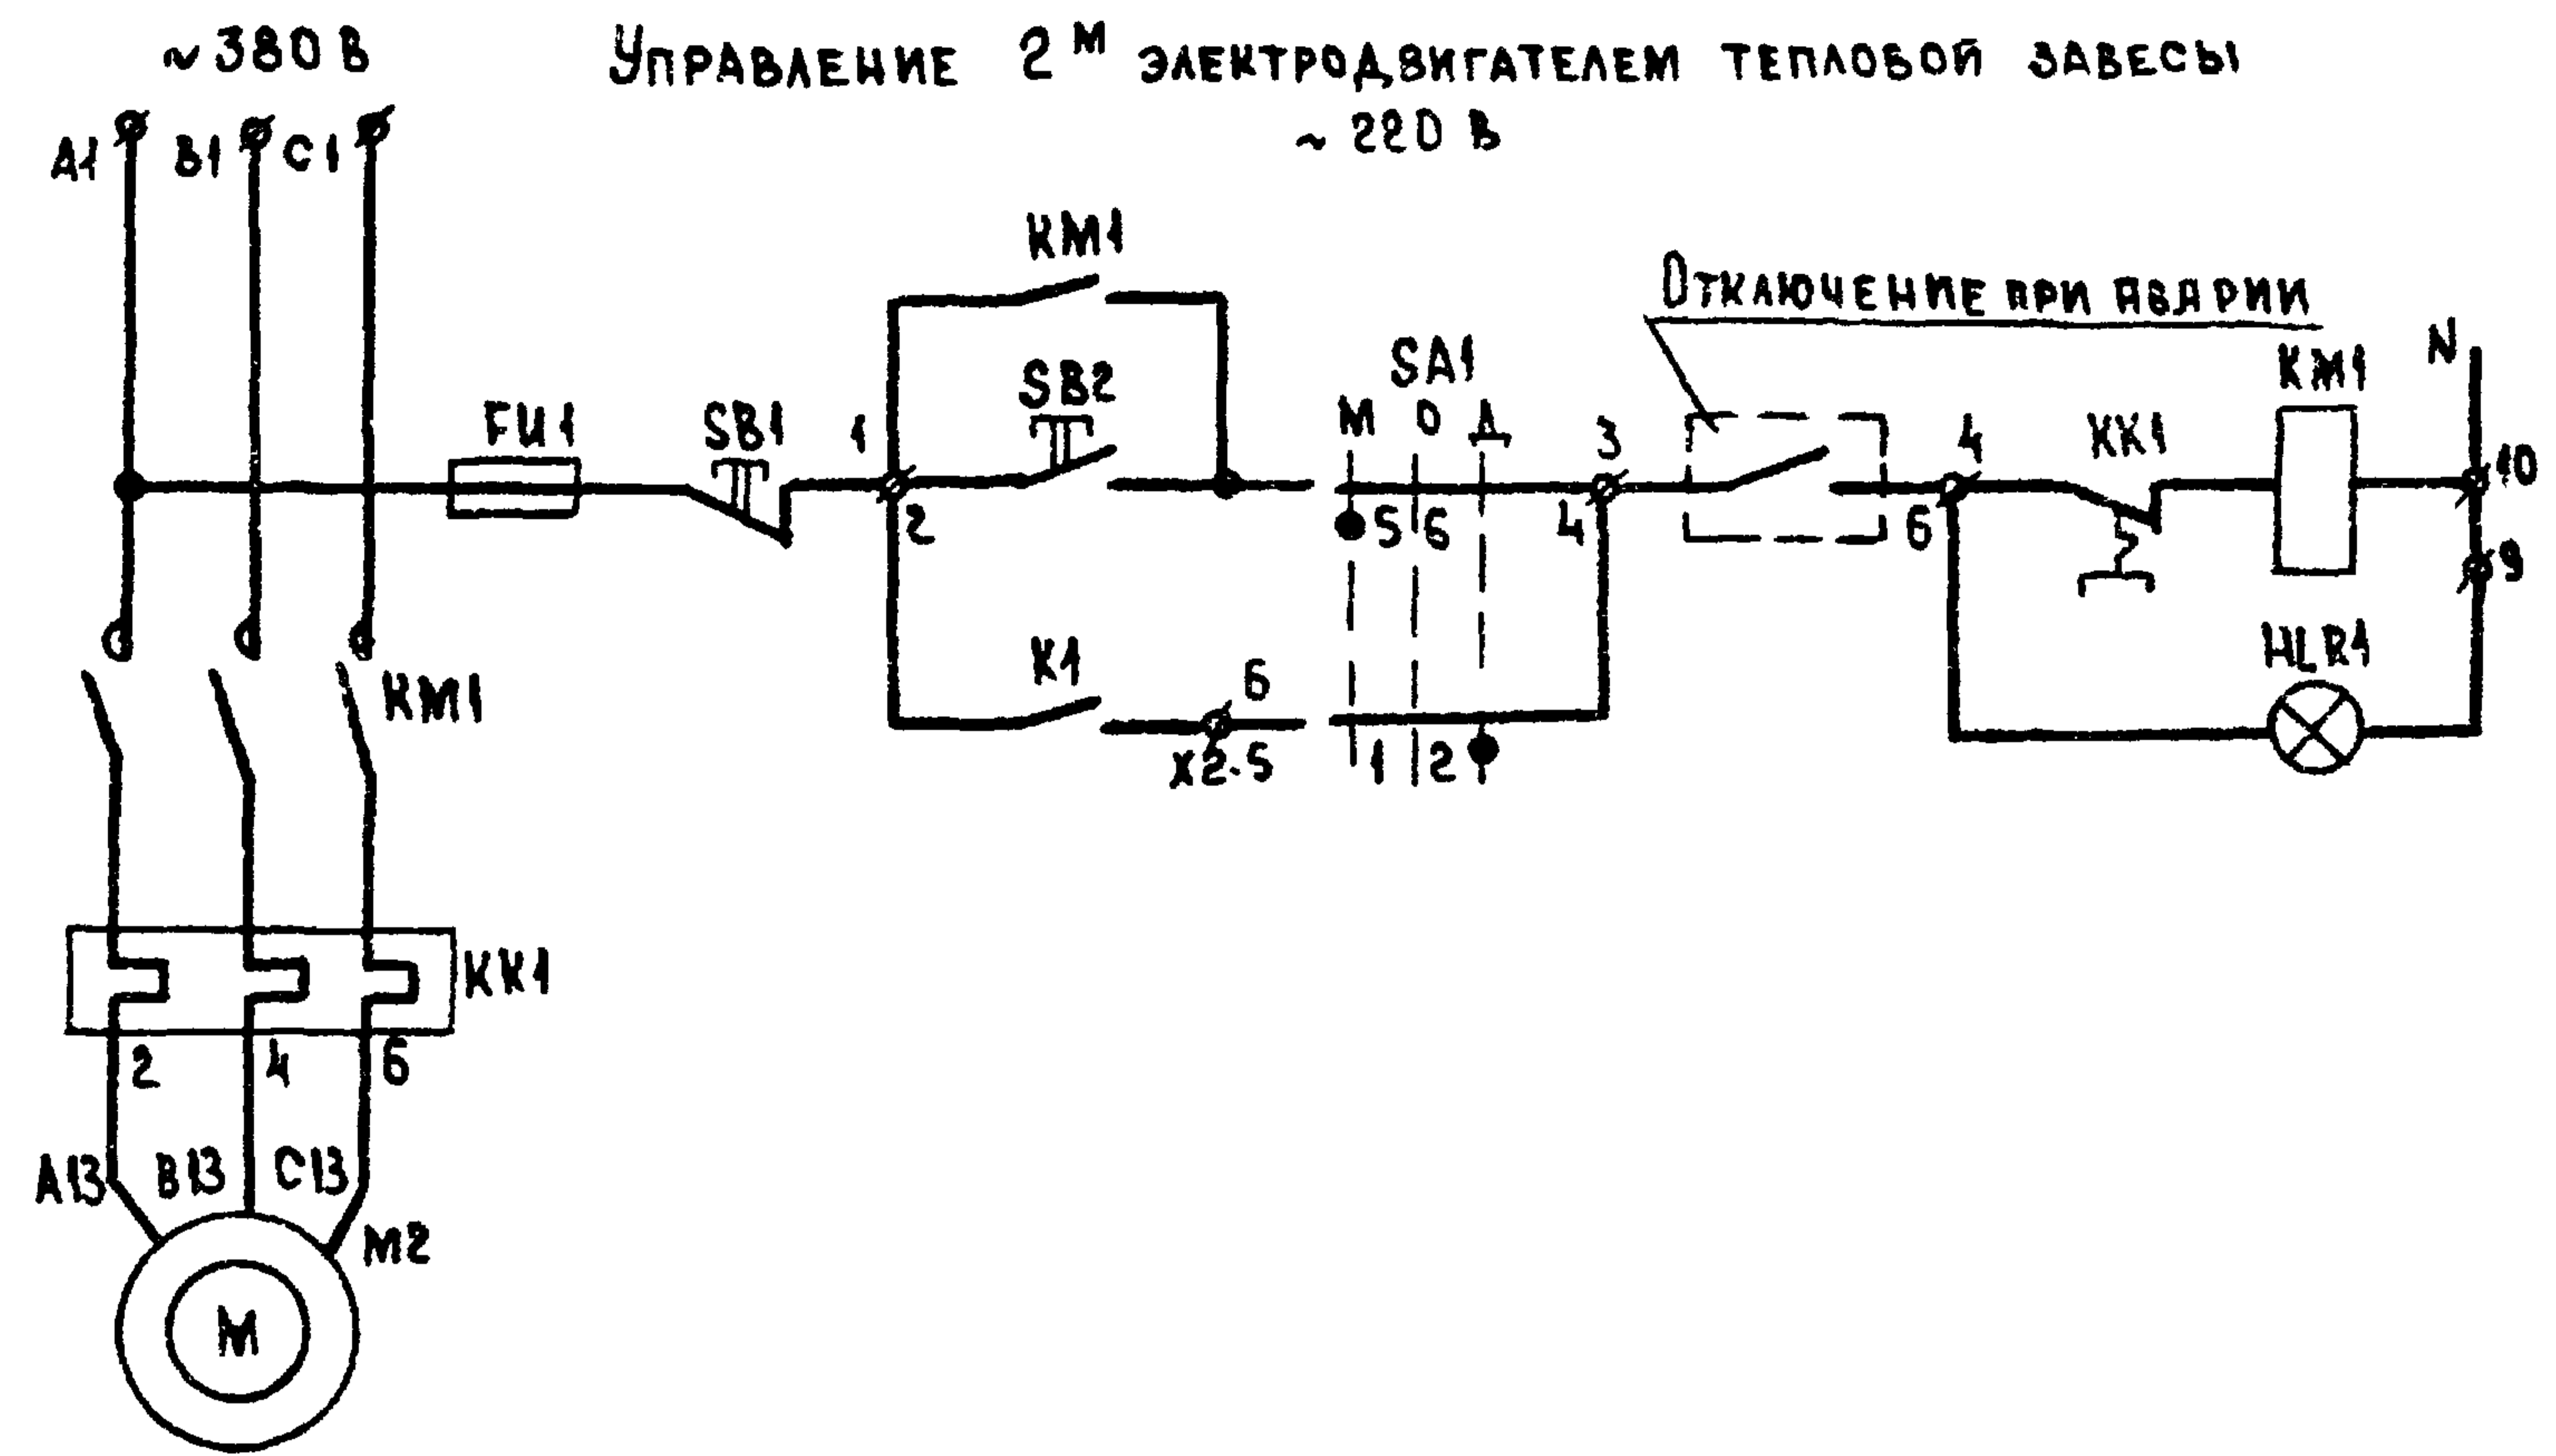 ~380 В
Управление 2М электродвигателем тепловой завесы
~ 220 В
А1 В1 С1
КМ1
Отключение при аварии
SA1
N
КМ1
FU1
SB1
1
SB2
М О Д
3
4
КК1
10
2
5 6
4
6
9
К1
6
HLR1
КМ1
Х2·5
1 2
КК1
2 4 6
А13 В13 С13
М2
М